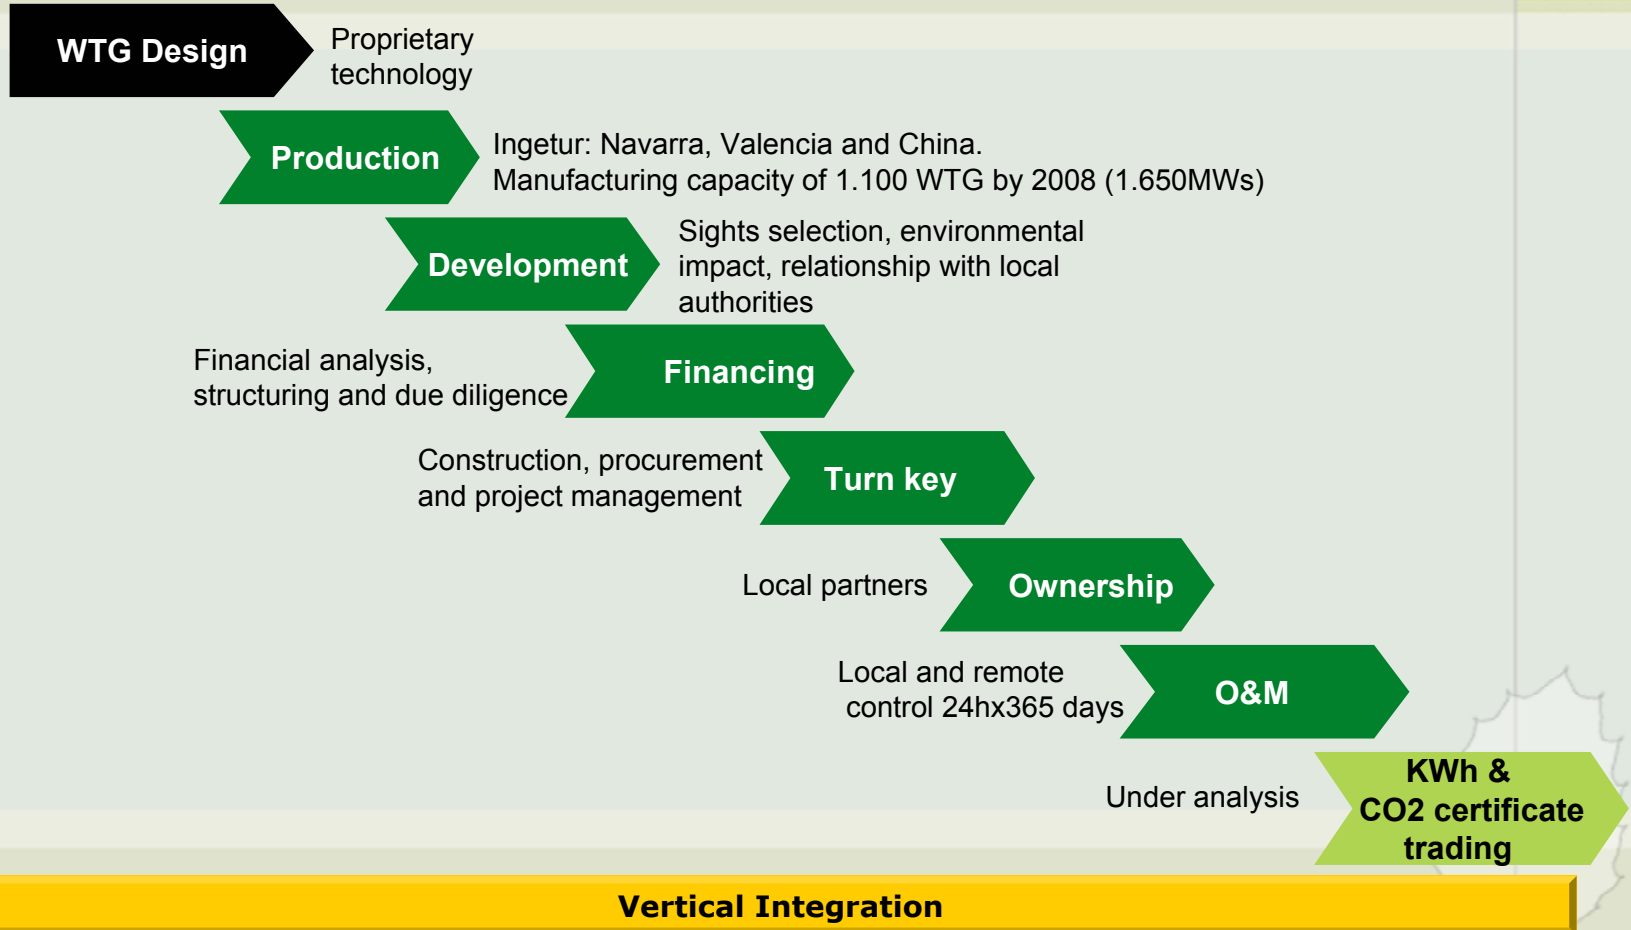 WTG Design
Proprietary
technology
Production
Ingetur: Navarra, Valencia and China.
Manufacturing capacity of 1.100 WTG by 2008 (1.650MWs)
Development
Sights selection, environmental
impact, relationship with local
authorities
Financial analysis,
structuring and due diligence
Financing
Construction, procurement
and project management
Turn key
Local partners
Ownership
Local and remote
control 24hx365 days
O&M
Under analysis
KWh &
CO2 certificate
trading
Vertical Integration